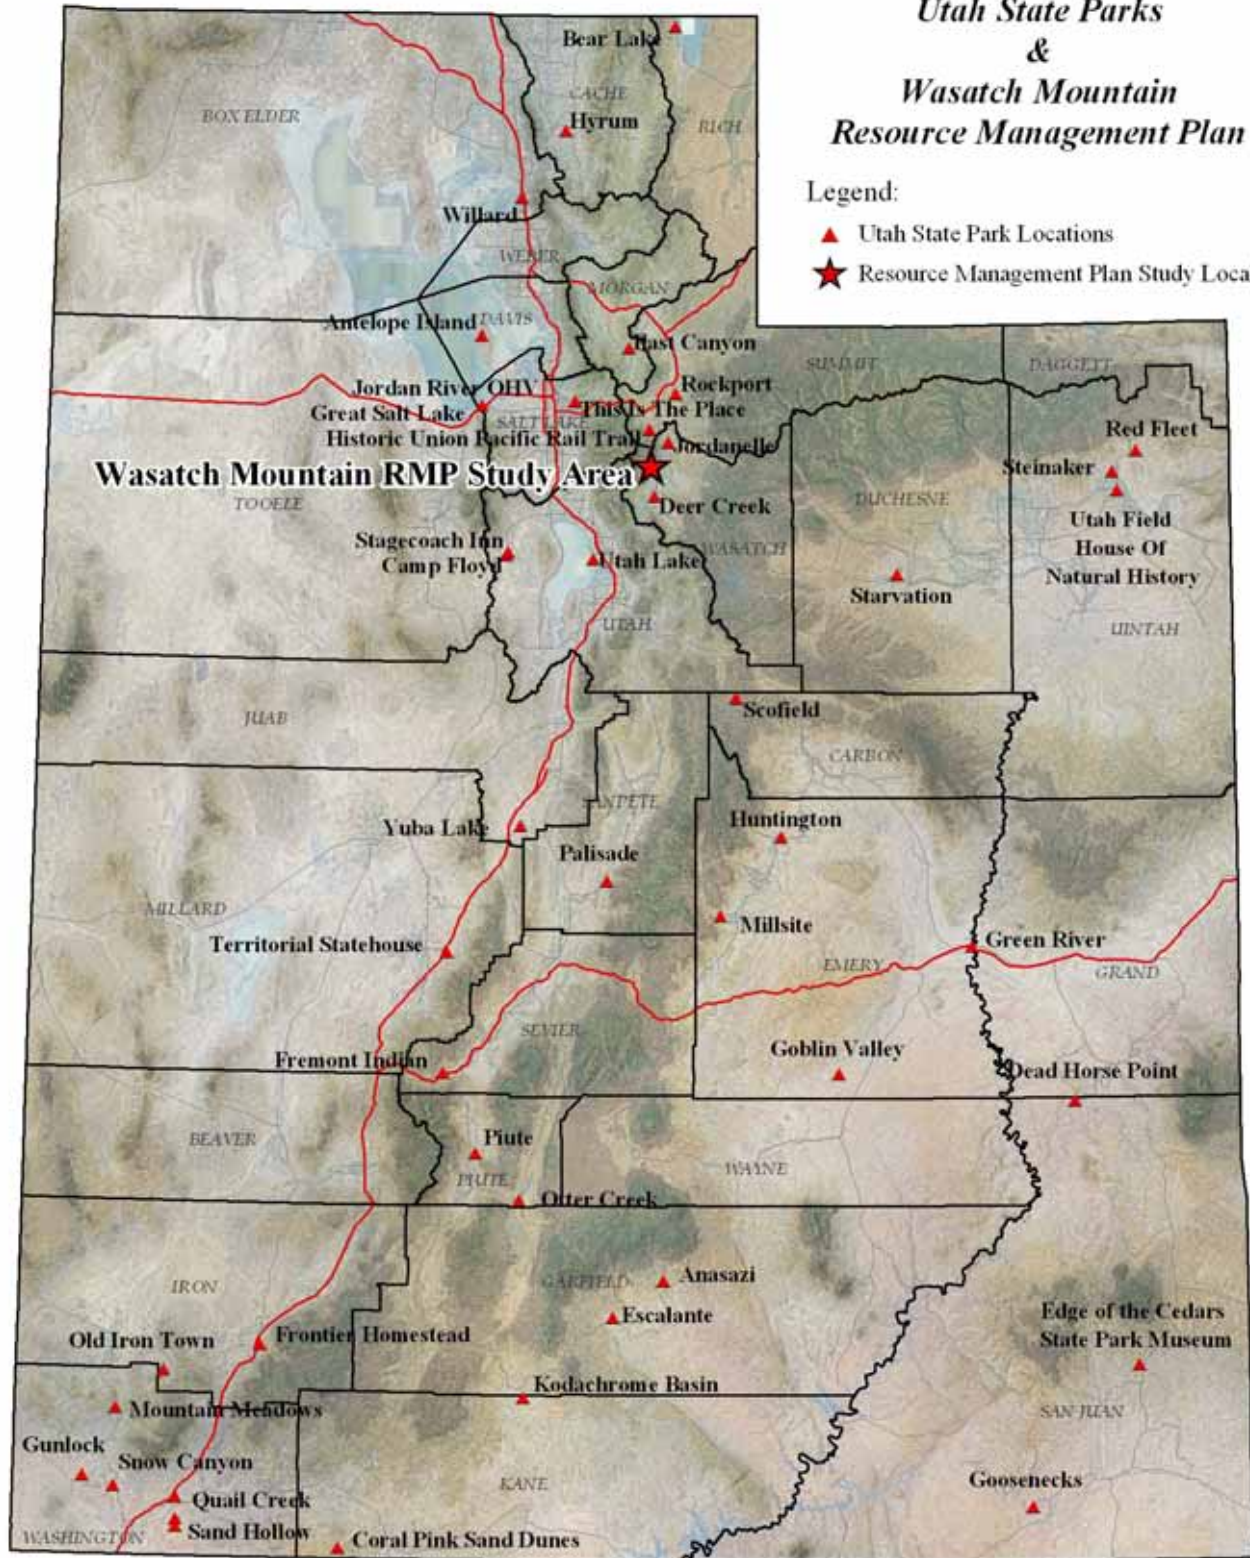 Utah State Parks
&
Wasatch Mountain
Resource Management Plan
Legend:
Utah State Park Locations
Resource Management Plan Study Loca
Bear Lake
CACHE
BOX ELDER
Hyrum
RICH
Willard
WEBER
MORGAN
Antelope Island
DAVIS
East Canyon
SUMMIT
DAGGETT
Jordan River OHV
Rockport
Great Salt Lake
This Is The Place
SALT LAKE
Historic Union Pacific Rail Trail
Jordanelle
Red Fleet
Wasatch Mountain RMP Study Area
Steinaker
TOOELE
Deer Creek
DUCHESNE
Utah Field
House Of
Natural History
Stagecoach Inn
Camp Floyd
Utah Lake
WASATCH
Starvation
UTAH
UINTAH
Scofield
JUAB
CARBON
SANPETE
Yuba Lake
Huntington
Palisade
MILLARD
Millsite
Territorial Statehouse
Green River
EMERY
GRAND
SEVIER
Goblin Valley
Fremont Indian
Dead Horse Point
BEAVER
Piute
WAYNE
PIUTE
Otter Creek
IRON
GARFIELD
Anasazi
Escalante
Edge of the Cedars
State Park Museum
Old Iron Town
Frontier Homestead
Kodachrome Basin
Mountain Meadows
SAN JUAN
Gunlock
Snow Canyon
KANE
Goosenecks
Quail Creek
Sand Hollow
WASHINGTON
Coral Pink Sand Dunes